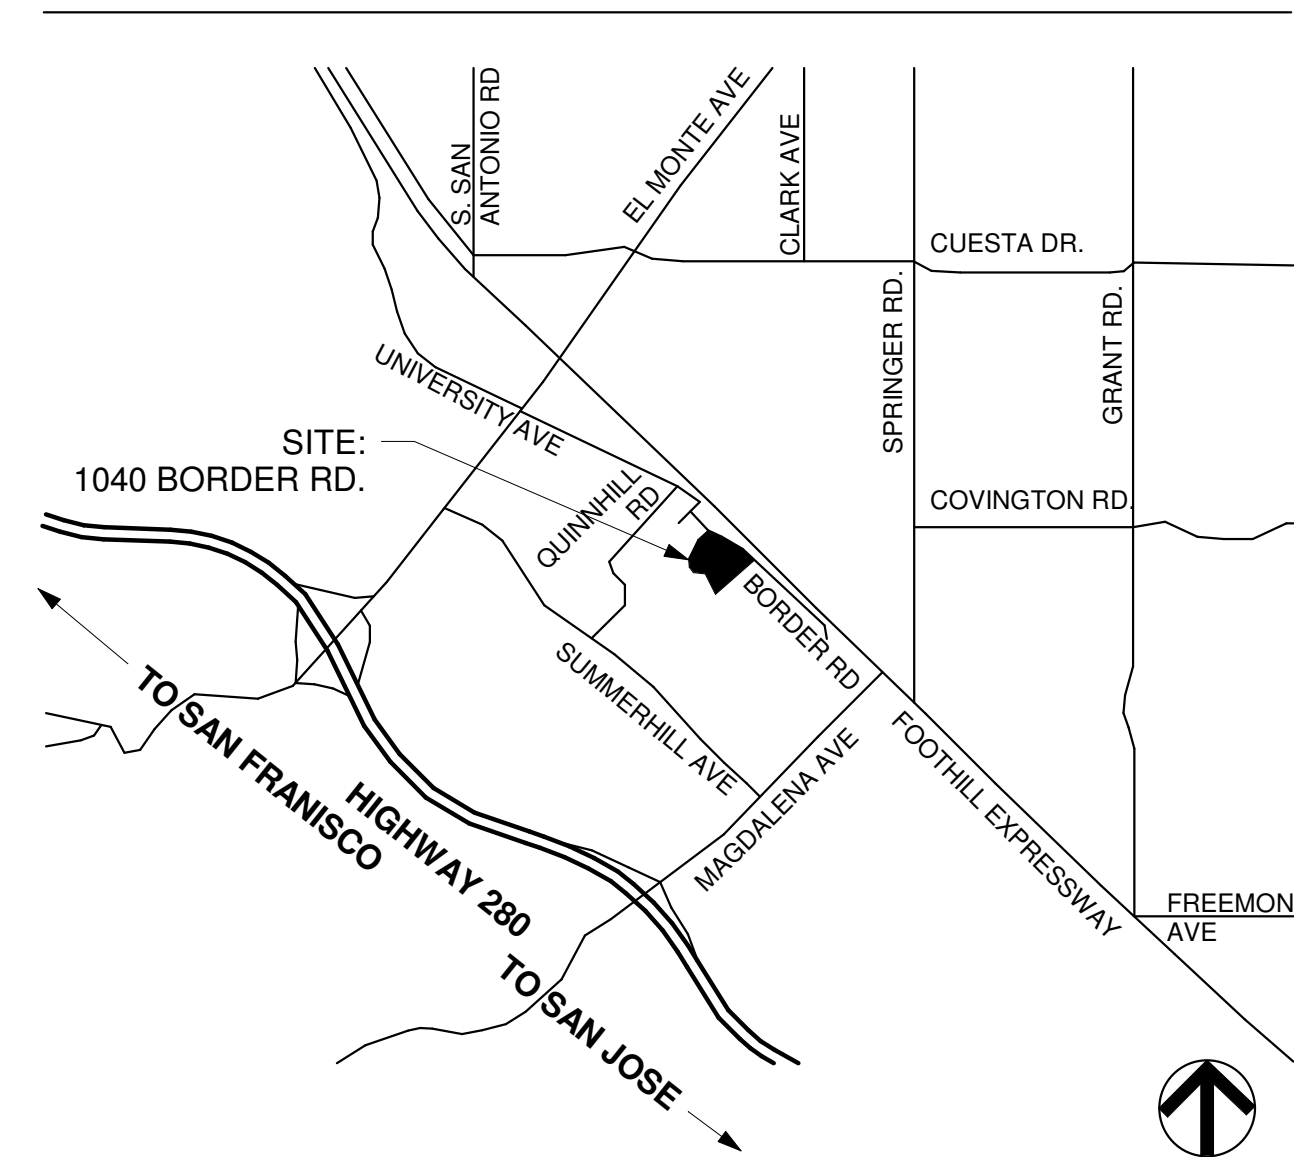 S. SAN
ANTONIO RD
EL MONTE AVE
CLARK AVE
CUESTA DR.
SPRINGER RD.
GRANT RD.
UNIVERSITY AVE
SITE:
1040 BORDER RD.
QUINNHILL
RD
COVINGTON RD.
BORDER RD
SUMMERHILL AVE
MAGDALENA AVE
FOOTHILL EXPRESSWAY
TO SAN FRANISCO
HIGHWAY 280
TO SAN JOSE
FREEMON
AVE